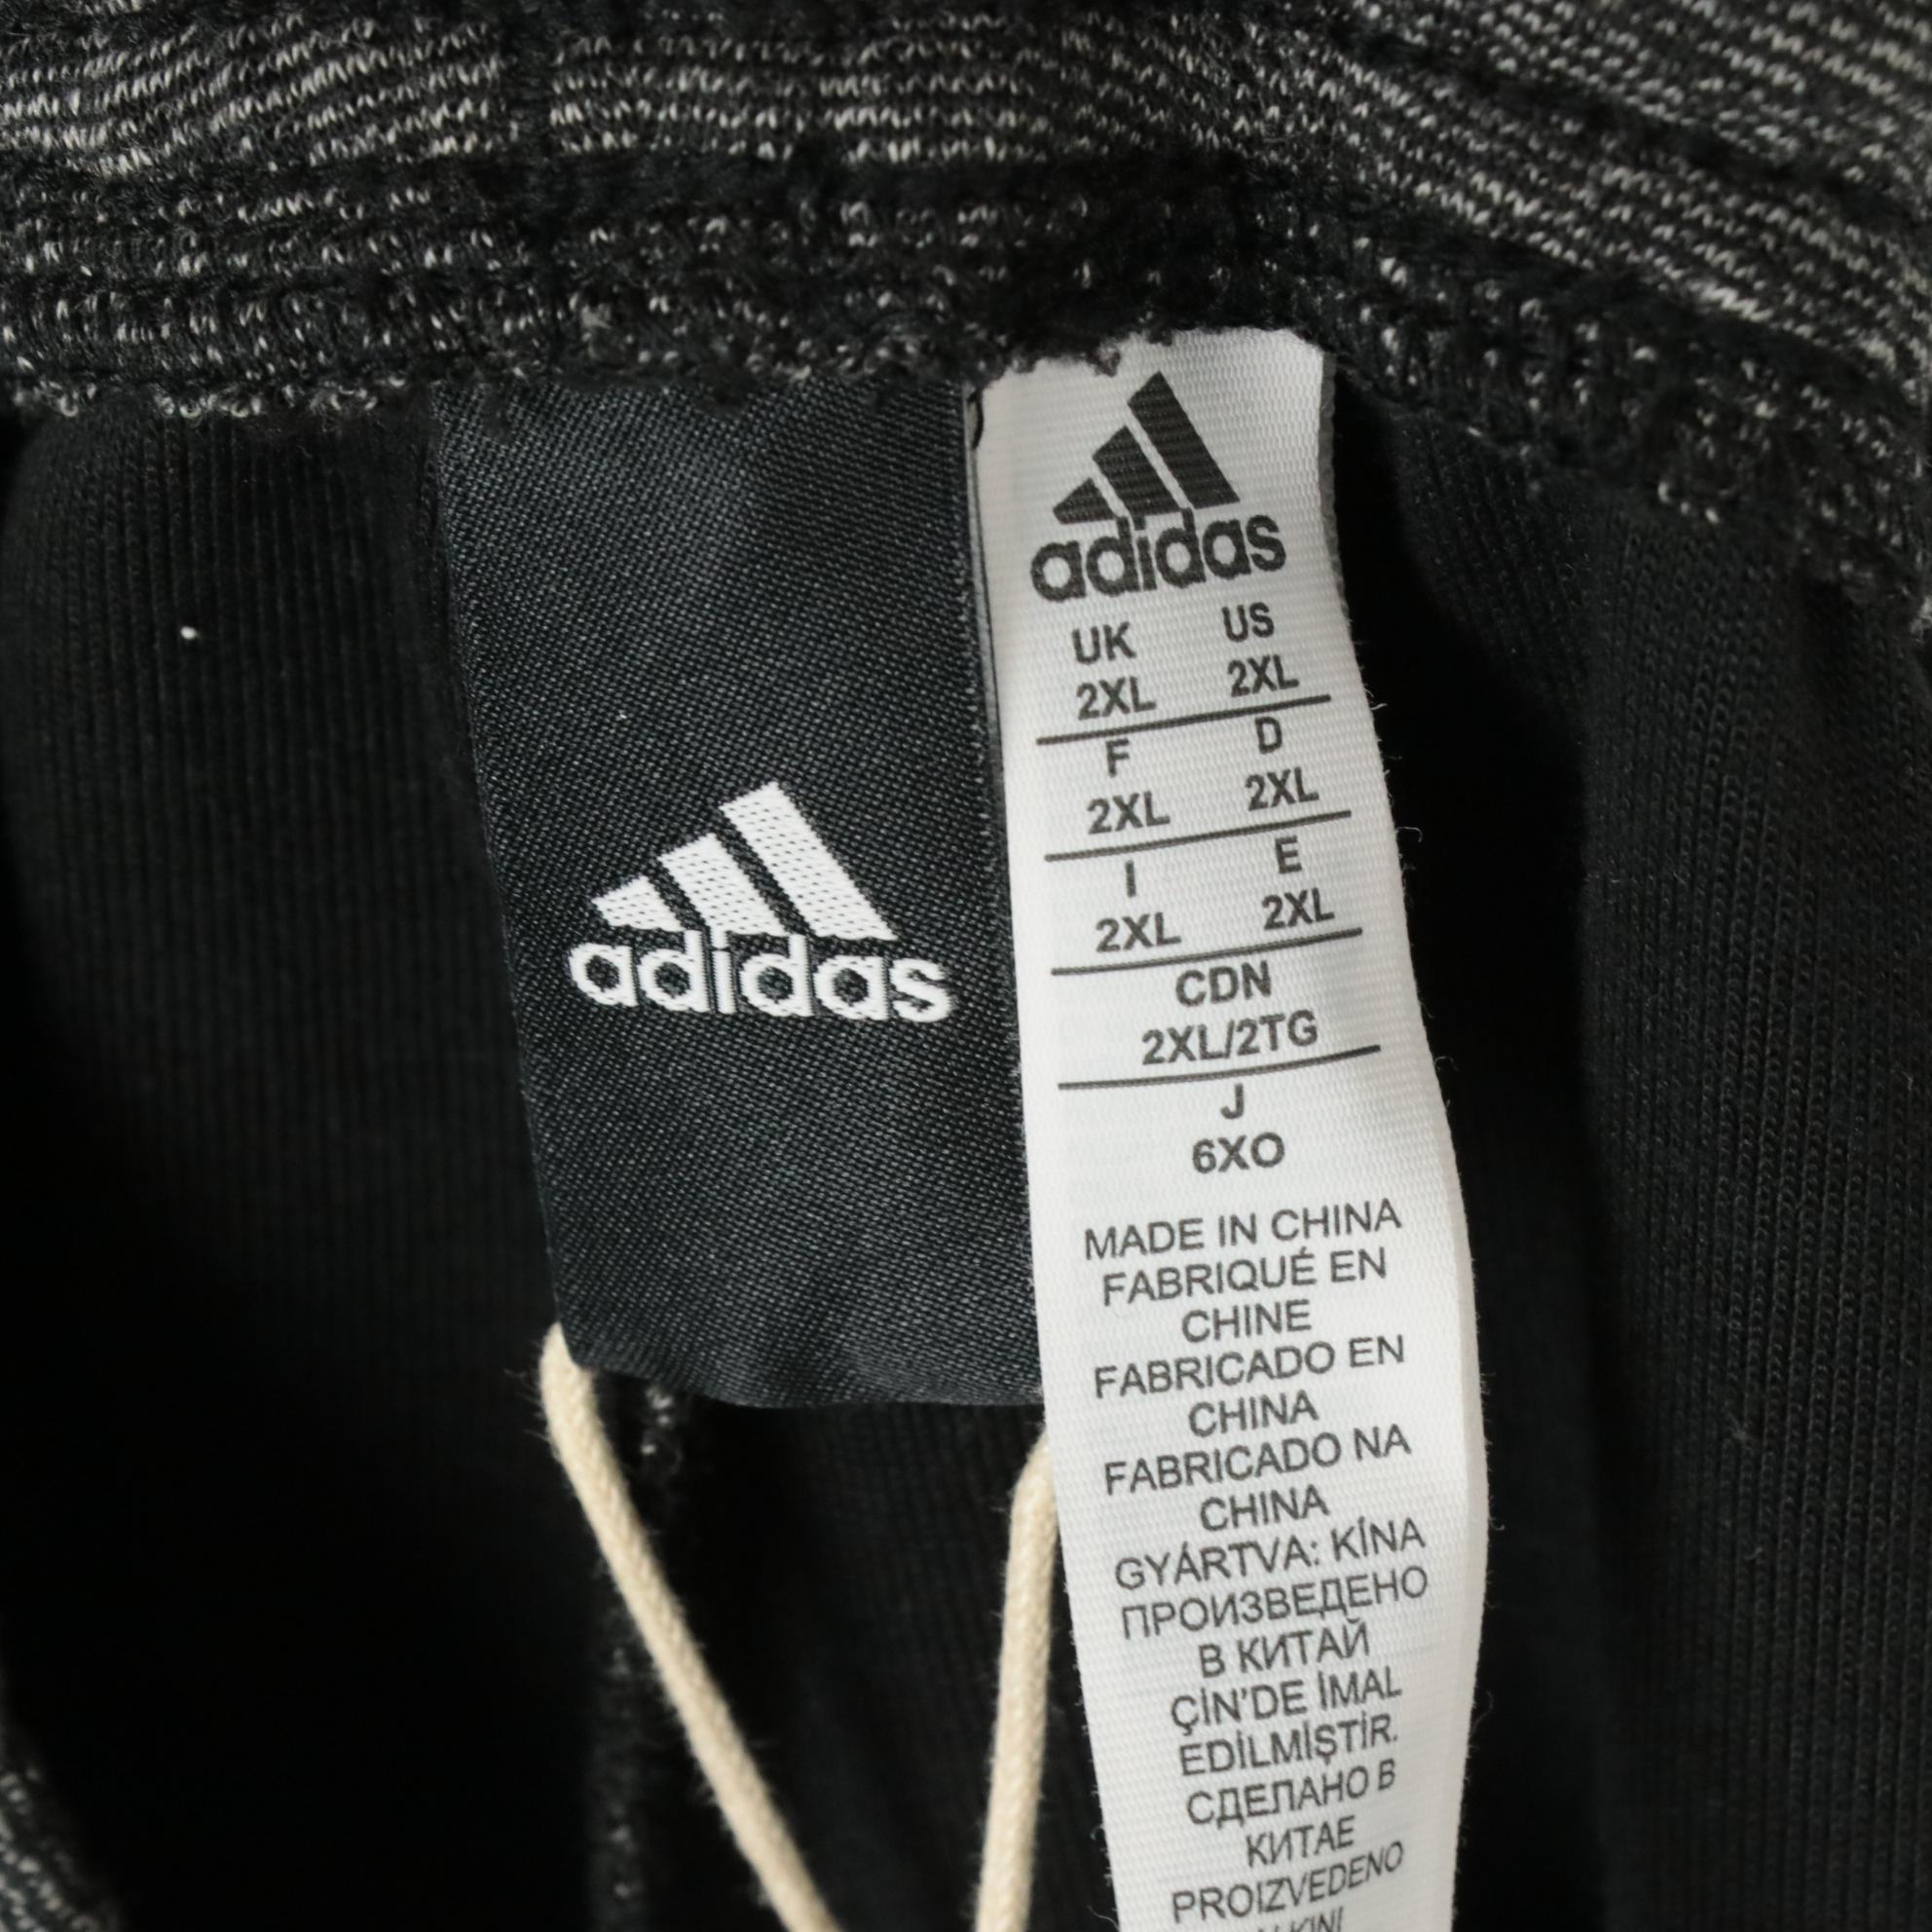 adidas
adidas
UK US
2XL 2XL
F D
2XL 2XL
I E
2XL 2XL
CDN
2XL/2TG
J
6XO
MADE IN CHINA
FABRIQUÉ EN
CHINE
FABRICADO EN
CHINA
FABRICADO NA
CHINA
GYÁRTVA: KÍNA
ПРОИЗВЕДЕНО
В КИТАЙ
ÇİN'DE İMAL
EDİLMİŞTİR.
СДЕЛАНО В
КИТАЕ
PROIZVEDENO